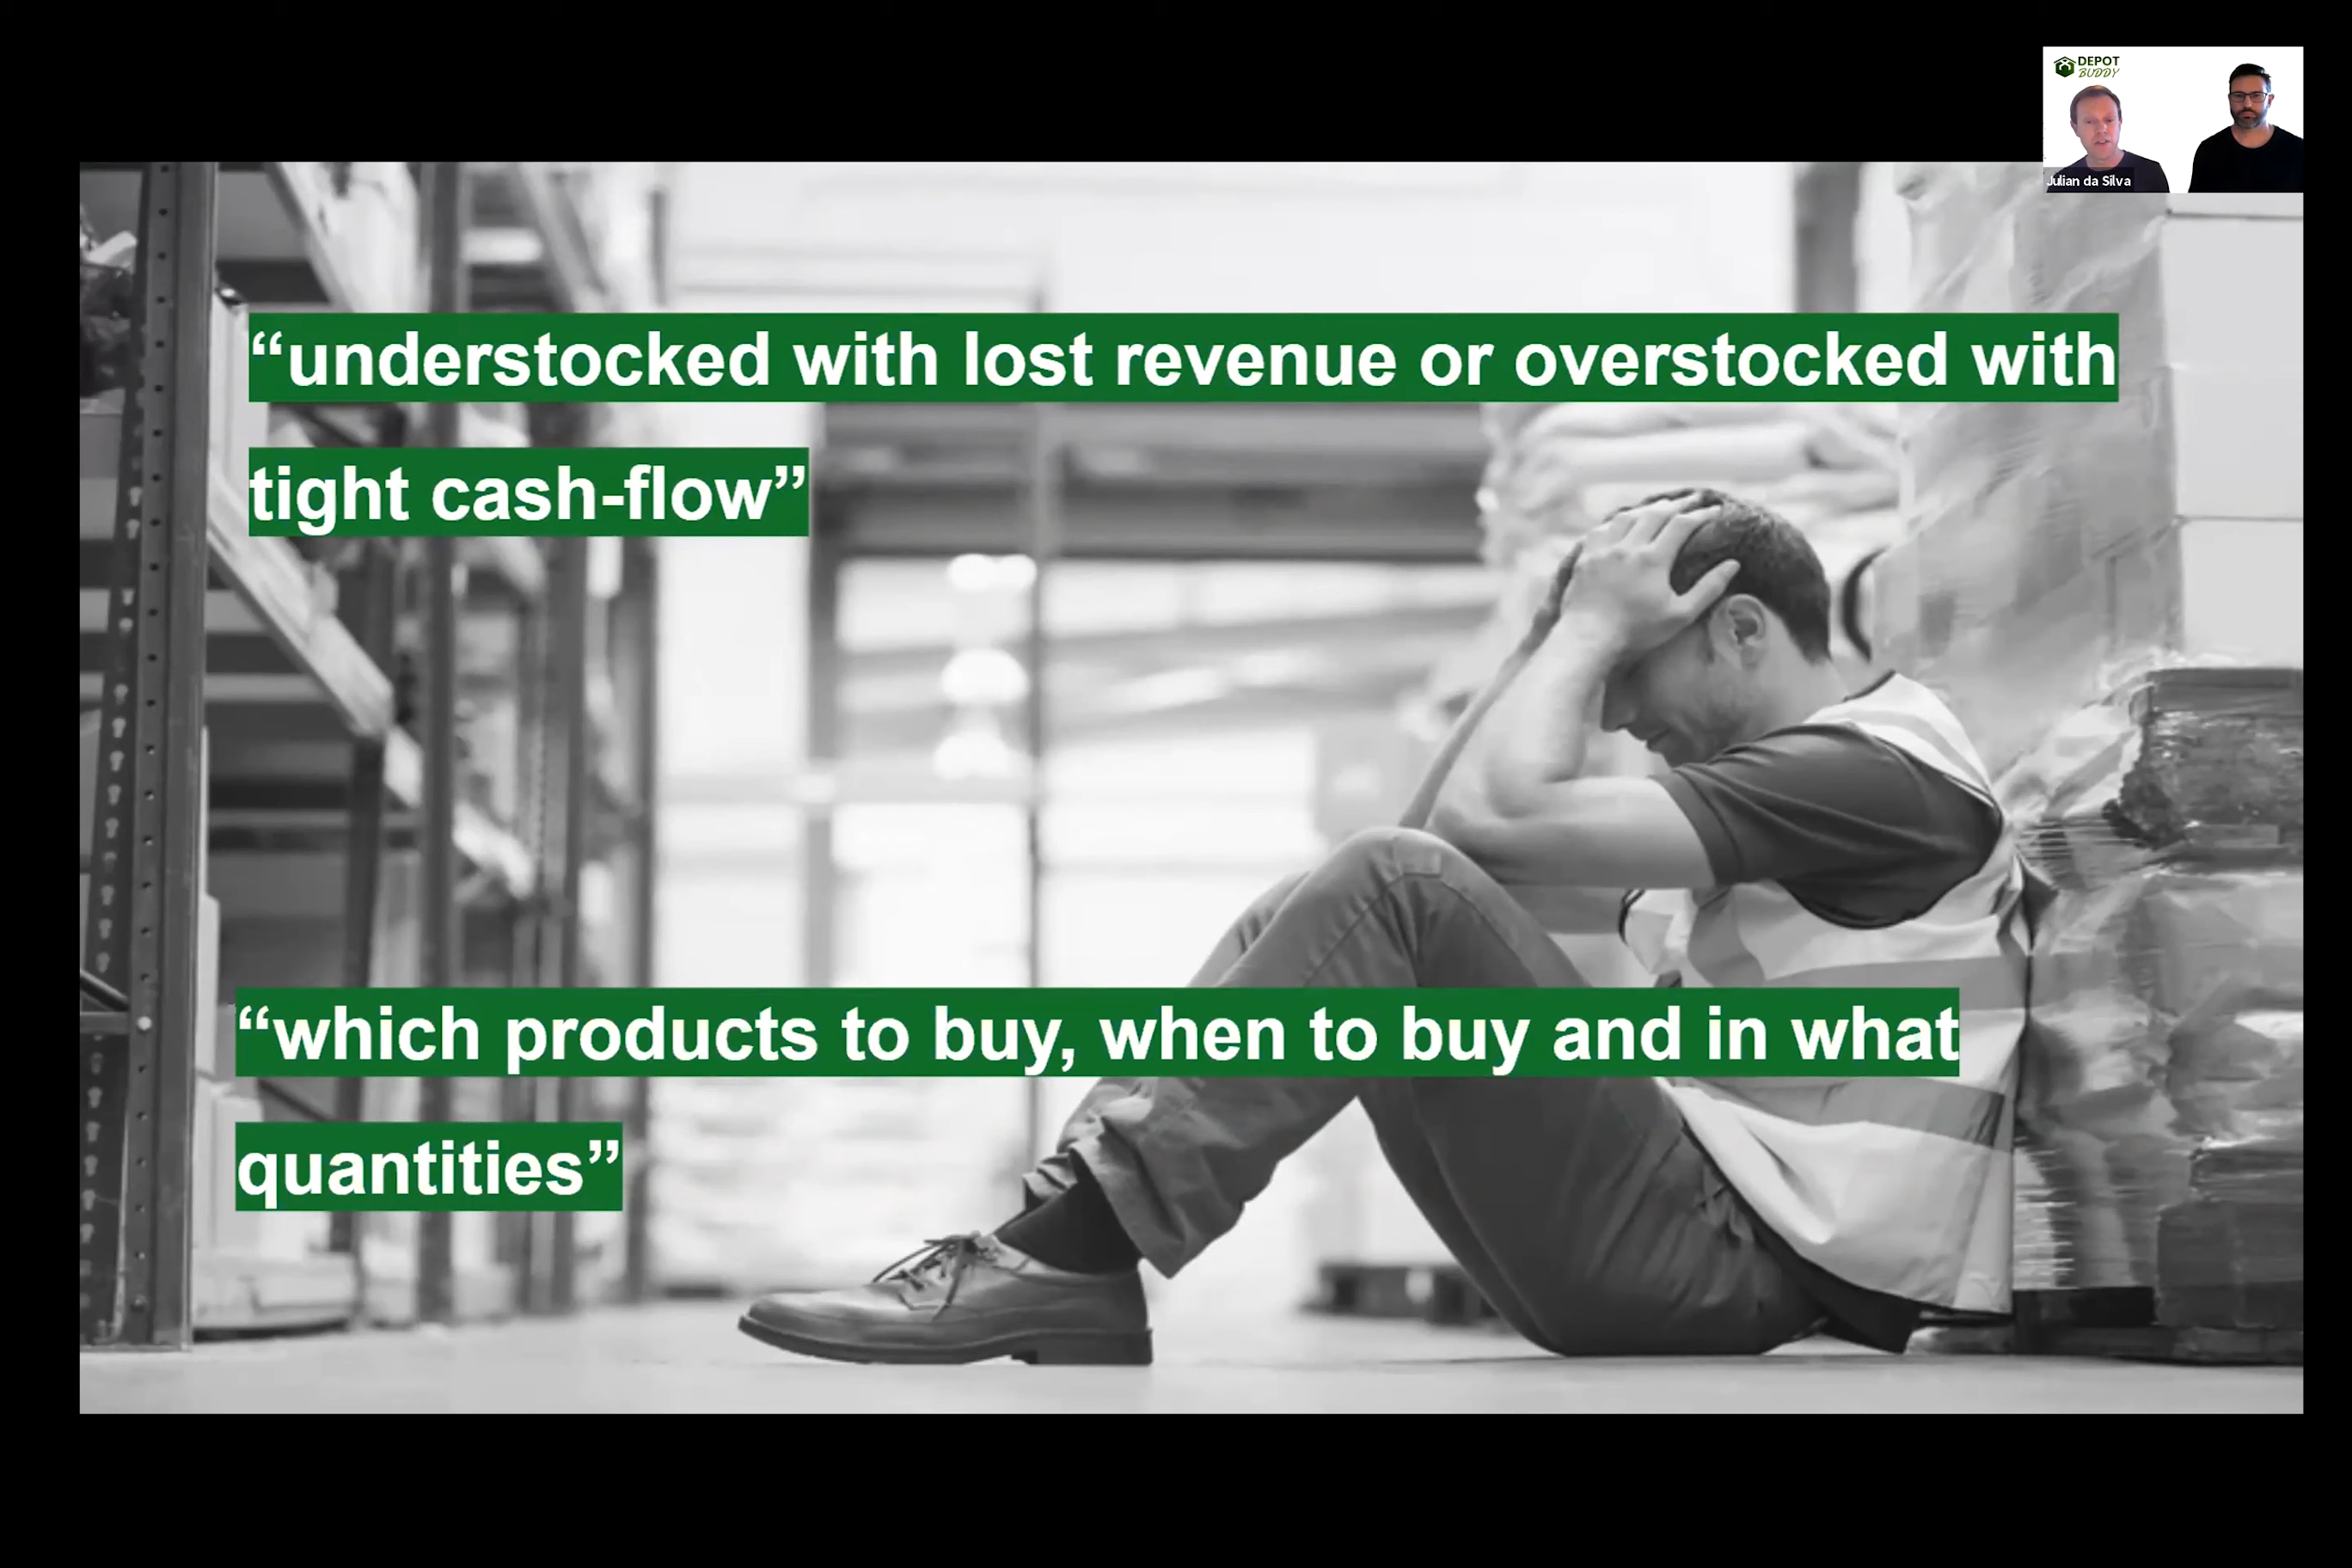 DEPOT
BUDDY
Julian da Silva
“understocked with lost revenue or overstocked with
tight cash-flow”
“which products to buy, when to buy and in what
quantities”